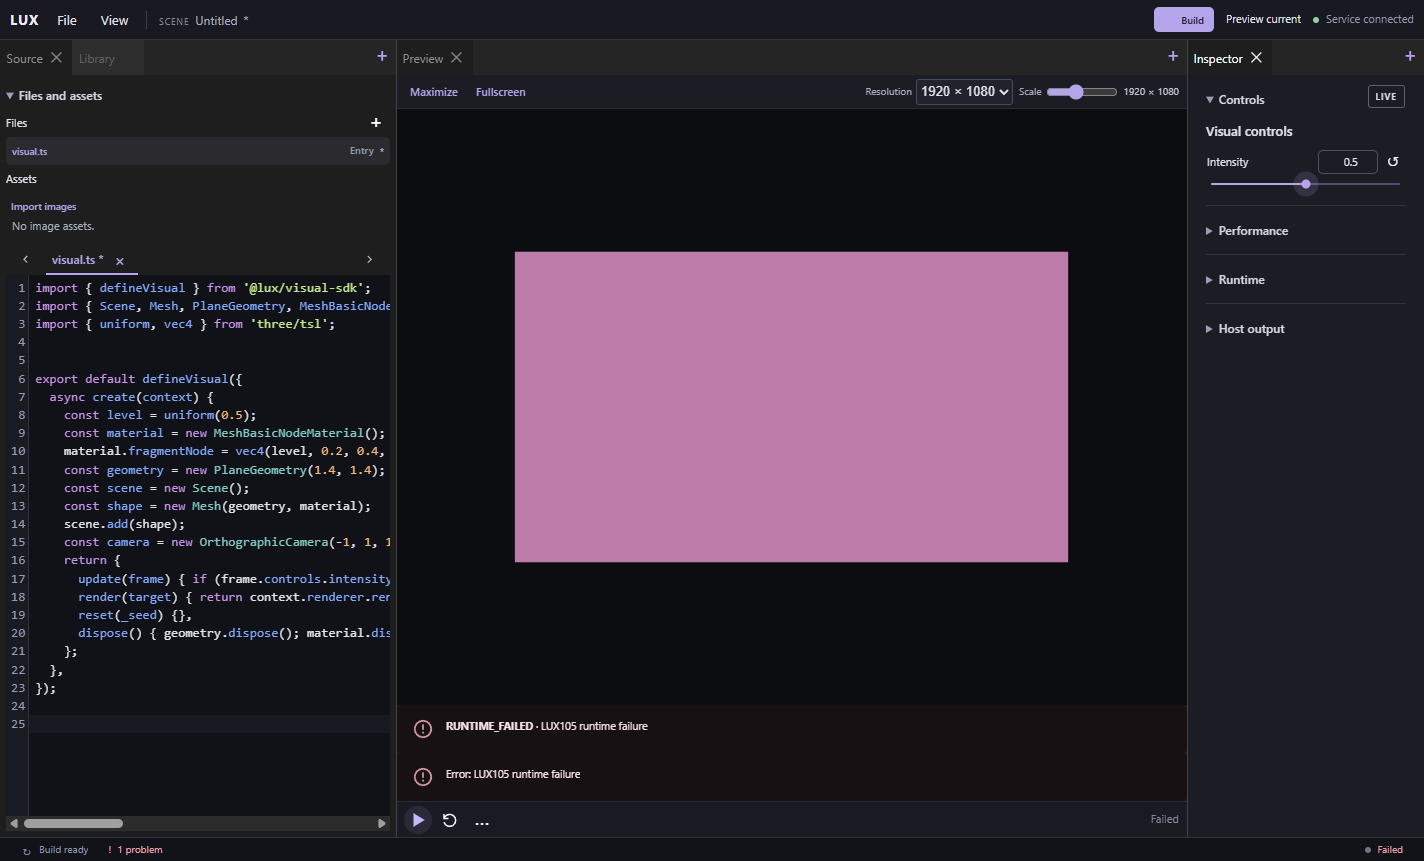 LUX File View SCENE Untitled * Build Preview current Service connected
Source Library + Preview + Inspector +
Files and assets
Files +
visual.ts Entry *
Assets
Import images
No image assets.
visual.ts *
1 import { defineVisual } from '@lux/visual-sdk';
2 import { Scene, Mesh, PlaneGeometry, MeshBasicNode
3 import { uniform, vec4 } from 'three/tsl';
4
5
6 export default defineVisual({
7 async create(context) {
8 const level = uniform(0.5);
9 const material = new MeshBasicNodeMaterial();
10 material.fragmentNode = vec4(level, 0.2, 0.4,
11 const geometry = new PlaneGeometry(1.4, 1.4);
12 const scene = new Scene();
13 const shape = new Mesh(geometry, material);
14 scene.add(shape);
15 const camera = new OrthographicCamera(-1, 1, 1
16 return {
17 update(frame) { if (frame.controls.intensity
18 render(target) { return context.renderer.ren
19 reset(_seed) {},
20 dispose() { geometry.dispose(); material.dis
21 };
22 },
23 });
24
25
Maximize Fullscreen Resolution 1920 × 1080 Scale 1920 × 1080
RUNTIME_FAILED · LUX105 runtime failure
Error: LUX105 runtime failure
... Failed
Controls LIVE
Visual controls
Intensity 0.5
Performance
Runtime
Host output
Build ready ! 1 problem Failed